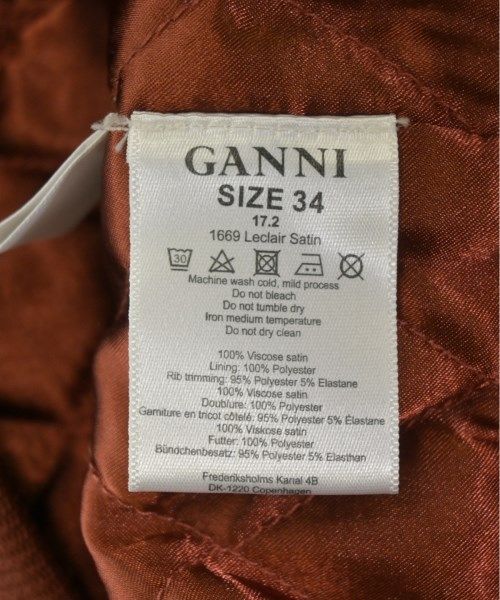 GANNI
SIZE 34
17.2
1669 Leclair Satin
30
Machine wash cold, mild process
Do not bleach
Do not tumble dry
Iron medium temperature
Do not dry clean
100% Viscose satin
Lining: 100% Polyester
Rib trimming: 95% Polyester 5% Elastane
100% Viscose satin
Doublure: 100% Polyester
Garniture en tricot côtelé: 95% Polyester 5% Élastane
100% Viskose satin
Futter: 100% Polyester
Bündchenbesatz: 95% Polyester 5% Elasthan
Frederiksholms Kanal 4B
DK-1220 Copenhagen